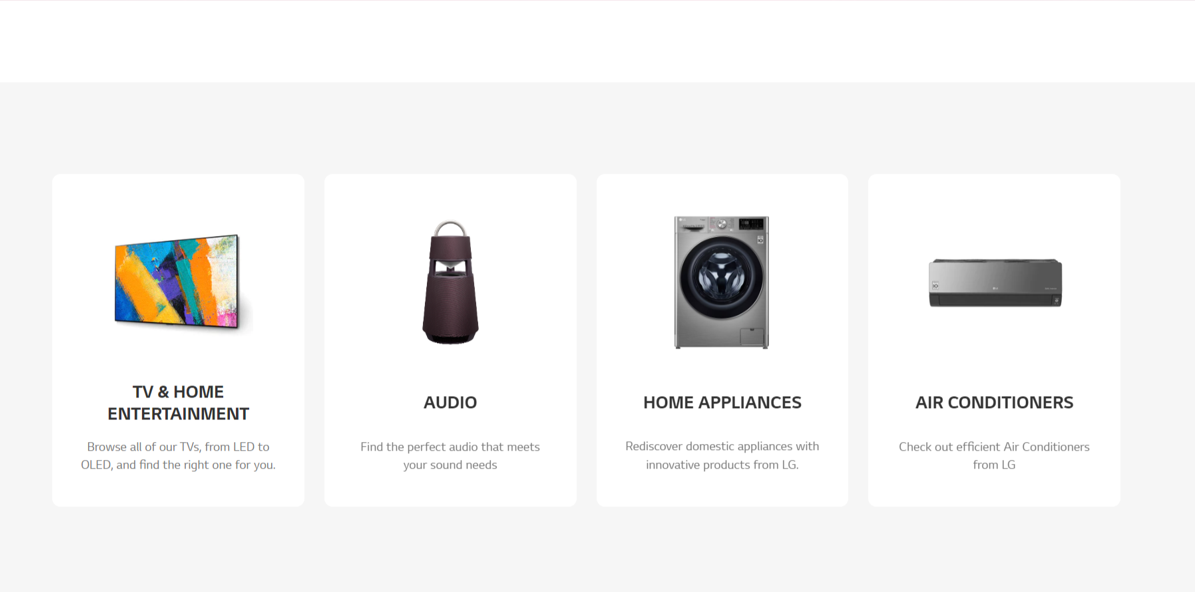 TV & HOME
ENTERTAINMENT
Browse all of our TVs, from LED to
OLED, and find the right one for you.
AUDIO
Find the perfect audio that meets
your sound needs
HOME APPLIANCES
Rediscover domestic appliances with
innovative products from LG.
AIR CONDITIONERS
Check out efficient Air Conditioners
from LG